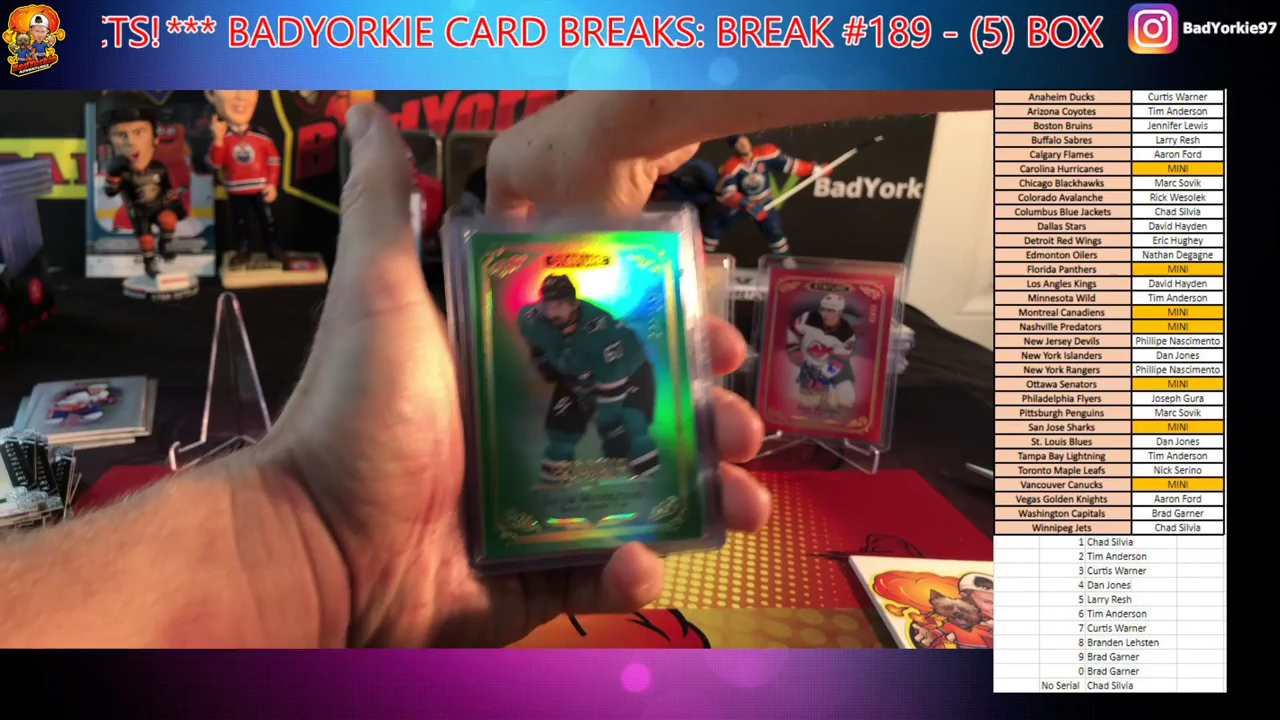 :TS! *** BADYORKIE CARD BREAKS: BREAK #189 - (5) BOX
BadYorkie97
BadYork
Anaheim Ducks Curtis Warner
Arizona Coyotes Tim Anderson
Boston Bruins Jennifer Lewis
Buffalo Sabres Larry Resh
Calgary Flames Aaron Ford
Carolina Hurricanes MINI
Chicago Blackhawks Marc Sovik
Colorado Avalanche Rick Wesolek
Columbus Blue Jackets Chad Silvia
Dallas Stars David Hayden
Detroit Red Wings Eric Hughey
Edmonton Oilers Nathan Degagne
Florida Panthers MINI
Los Angles Kings David Hayden
Minnesota Wild Tim Anderson
Montreal Canadiens MINI
Nashville Predators MINI
New Jersey Devils Phillipe Nascimento
New York Islanders Dan Jones
New York Rangers Phillipe Nascimento
Ottawa Senators MINI
Philadelphia Flyers Joseph Gura
Pittsburgh Penguins Marc Sovik
San Jose Sharks MINI
St. Louis Blues Dan Jones
Tampa Bay Lightning Tim Anderson
Toronto Maple Leafs Nick Serino
Vancouver Canucks MINI
Vegas Golden Knights Aaron Ford
Washington Capitals Brad Garner
Winnipeg Jets Chad Silvia
1 Chad Silvia
2 Tim Anderson
3 Curtis Warner
4 Dan Jones
5 Larry Resh
6 Tim Anderson
7 Curtis Warner
8 Branden Lehsten
9 Brad Garner
0 Brad Garner
No Serial Chad Silvia